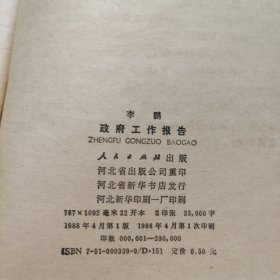 李 鹏
政府工作报告
ZHENGFU GONGZUO BAOGAO
人民出版社出版
河北省出版公司重印
河北省新华书店发行
河北新华印刷一厂印刷
787×1092毫米32开本 2印张 33,000字
1988年4月第1版 1988年4月第1次印刷
印数 000,001—230,000
ISBN 7-01-000359-9/D·151 定价 0.50 元